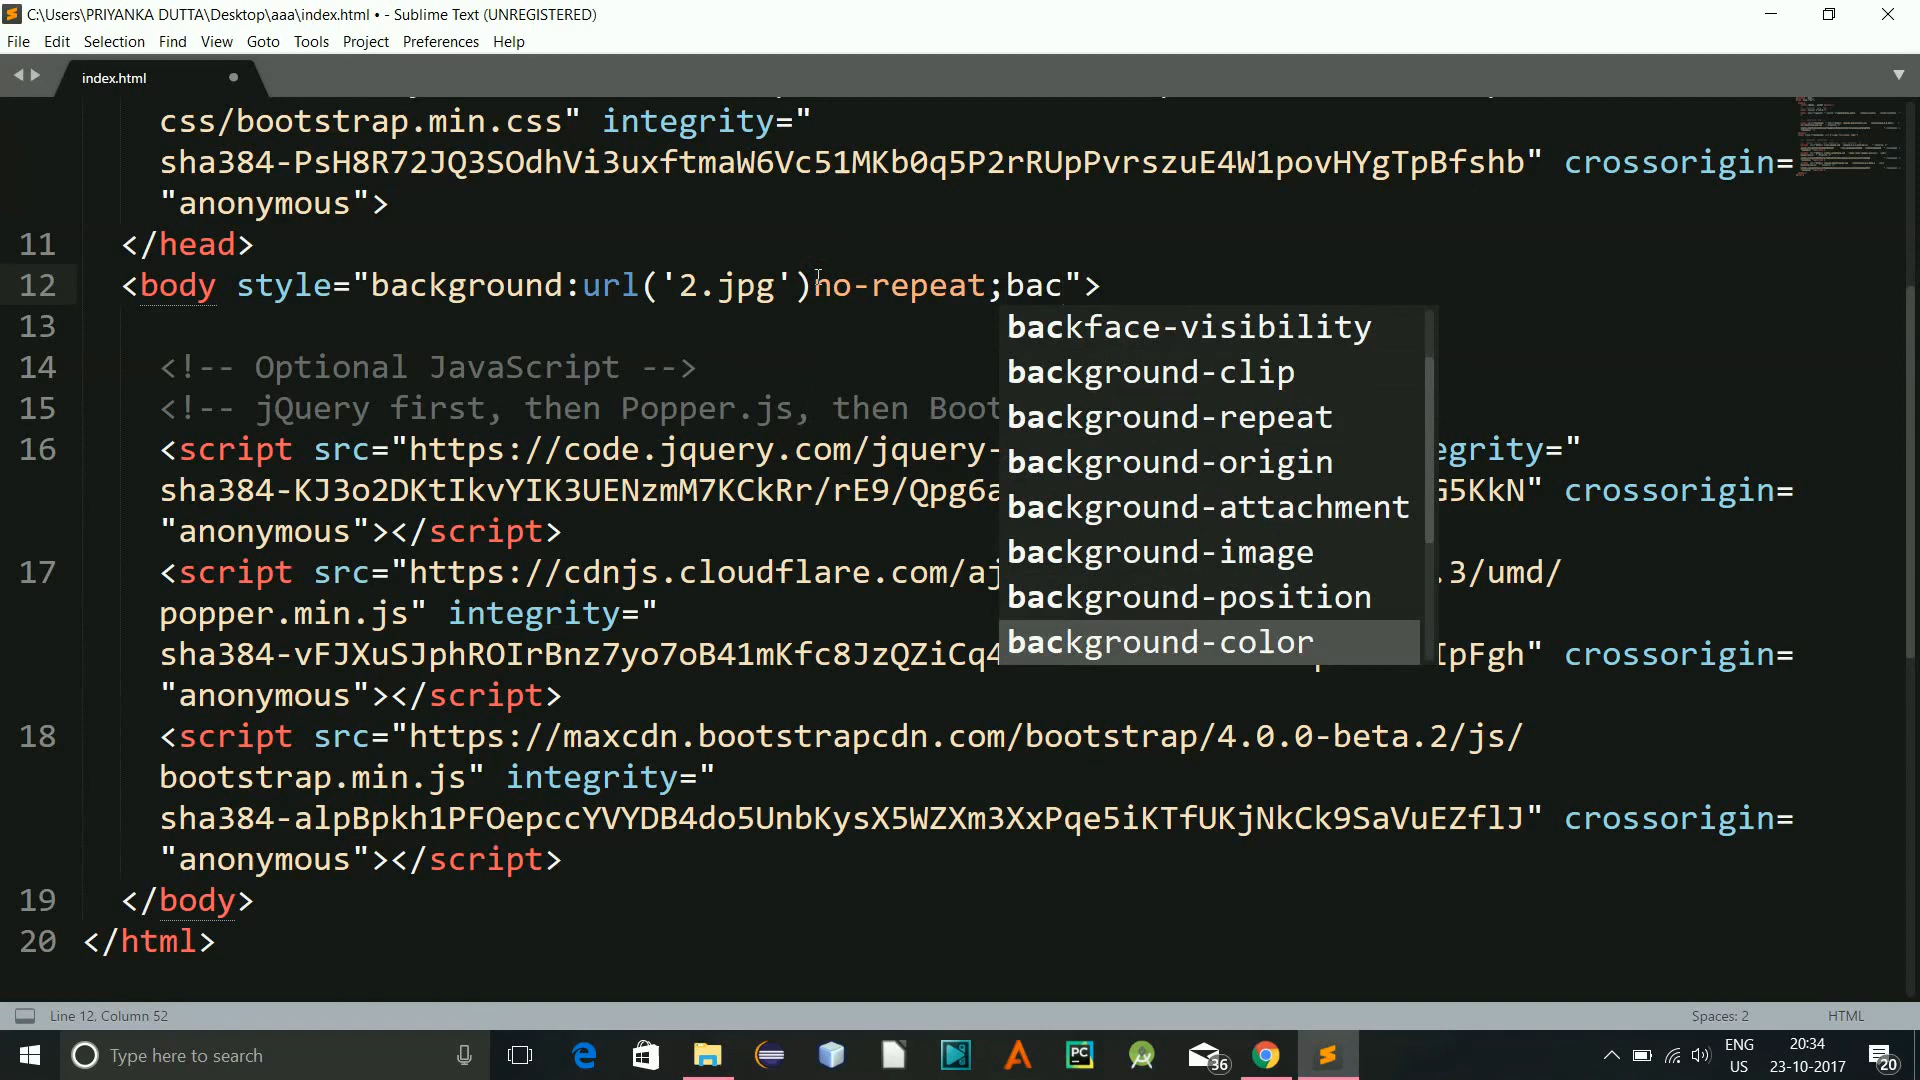 C:\Users\PRIYANKA DUTTA\Desktop\aaa\index.html • - Sublime Text (UNREGISTERED)
File Edit Selection Find View Goto Tools Project Preferences Help
index.html
css/bootstrap.min.css" integrity="
sha384-PsH8R72JQ3SOdhVi3uxftmaW6Vc51MKb0q5P2rRUpPvrszuE4W1povHYgTpBfshb" crossorigin=
"anonymous">
11 </head>
12 <body style="background:url('2.jpg')no-repeat;bac">
13
backface-visibility
14 <!-- Optional JavaScript -->
background-clip
15 <!-- jQuery first, then Popper.js, then Boot
background-repeat
16 <script src="https://code.jquery.com/jquery- egrity="
background-origin
sha384-KJ3o2DKtIkvYIK3UENzmM7KCkRr/rE9/Qpg6a G5KkN" crossorigin=
background-attachment
"anonymous"></script>
background-image
17 <script src="https://cdnjs.cloudflare.com/aj .3/umd/
background-position
popper.min.js" integrity="
background-color
sha384-vFJXuSJphROIrBnz7yo7oB41mKfc8JzQZiCq4 IpFgh" crossorigin=
"anonymous"></script>
18 <script src="https://maxcdn.bootstrapcdn.com/bootstrap/4.0.0-beta.2/js/
bootstrap.min.js" integrity="
sha384-alpBpkh1PFOepccYVYDB4do5UnbKysX5WZXm3XxPqe5iKTfUKjNkCk9SaVuEZflJ" crossorigin=
"anonymous"></script>
19 </body>
20 </html>
Line 12, Column 52 Spaces: 2 HTML
Type here to search
PC
36
ENG
US
20:34
23-10-2017
20